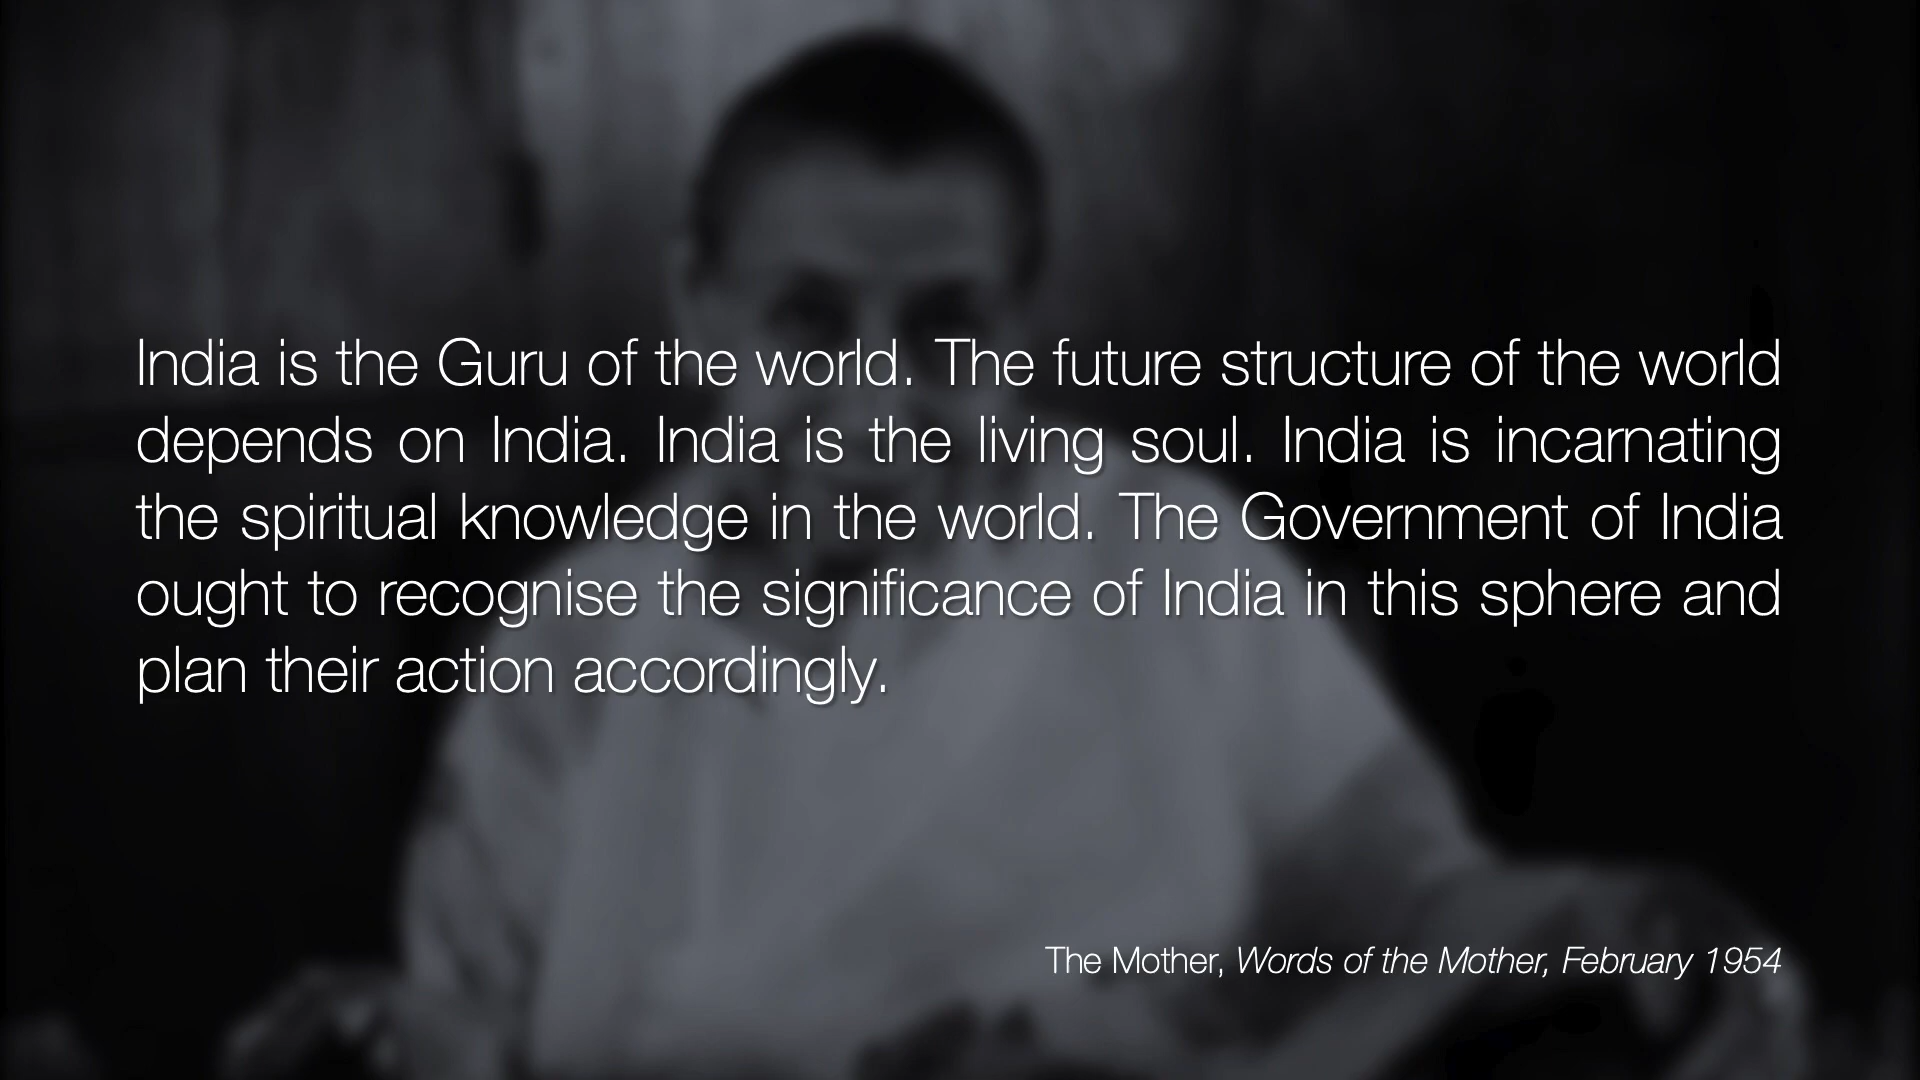 India is the Guru of the world. The future structure of the world
depends on India. India is the living soul. India is incarnating
the spiritual knowledge in the world. The Government of India
ought to recognise the significance of India in this sphere and
plan their action accordingly.
The Mother, Words of the Mother, February 1954